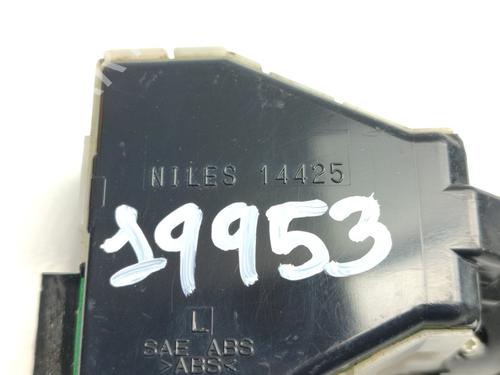 NILES 14425
19953
L
SAE ABS
>ABS<